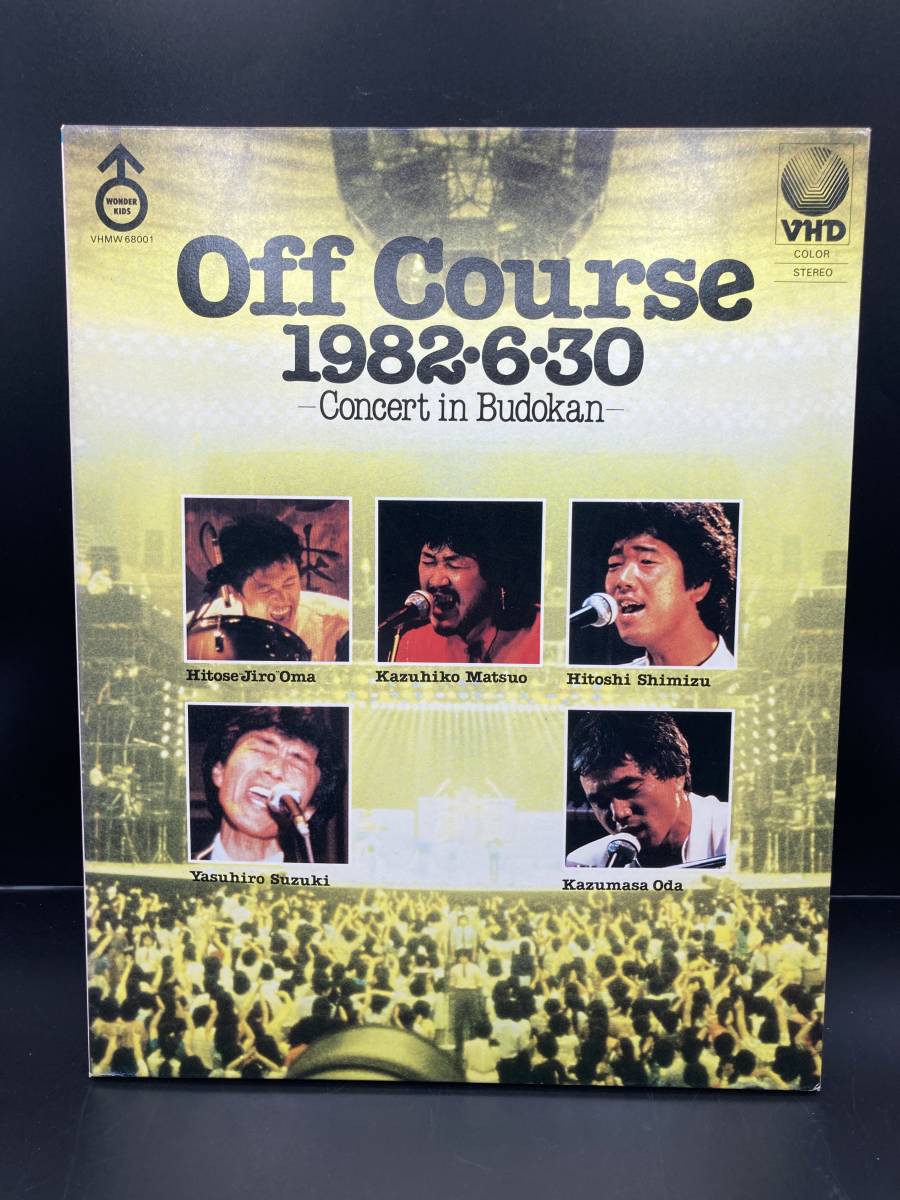 WONDER
KIDS
VHMW 68001
VHD
COLOR
STEREO
Off Course
1982·6·30
—Concert in Budokan—
Hitose"Jiro"Oma
Kazuhiko Matsuo
Hitoshi Shimizu
Yasuhiro Suzuki
Kazumasa Oda